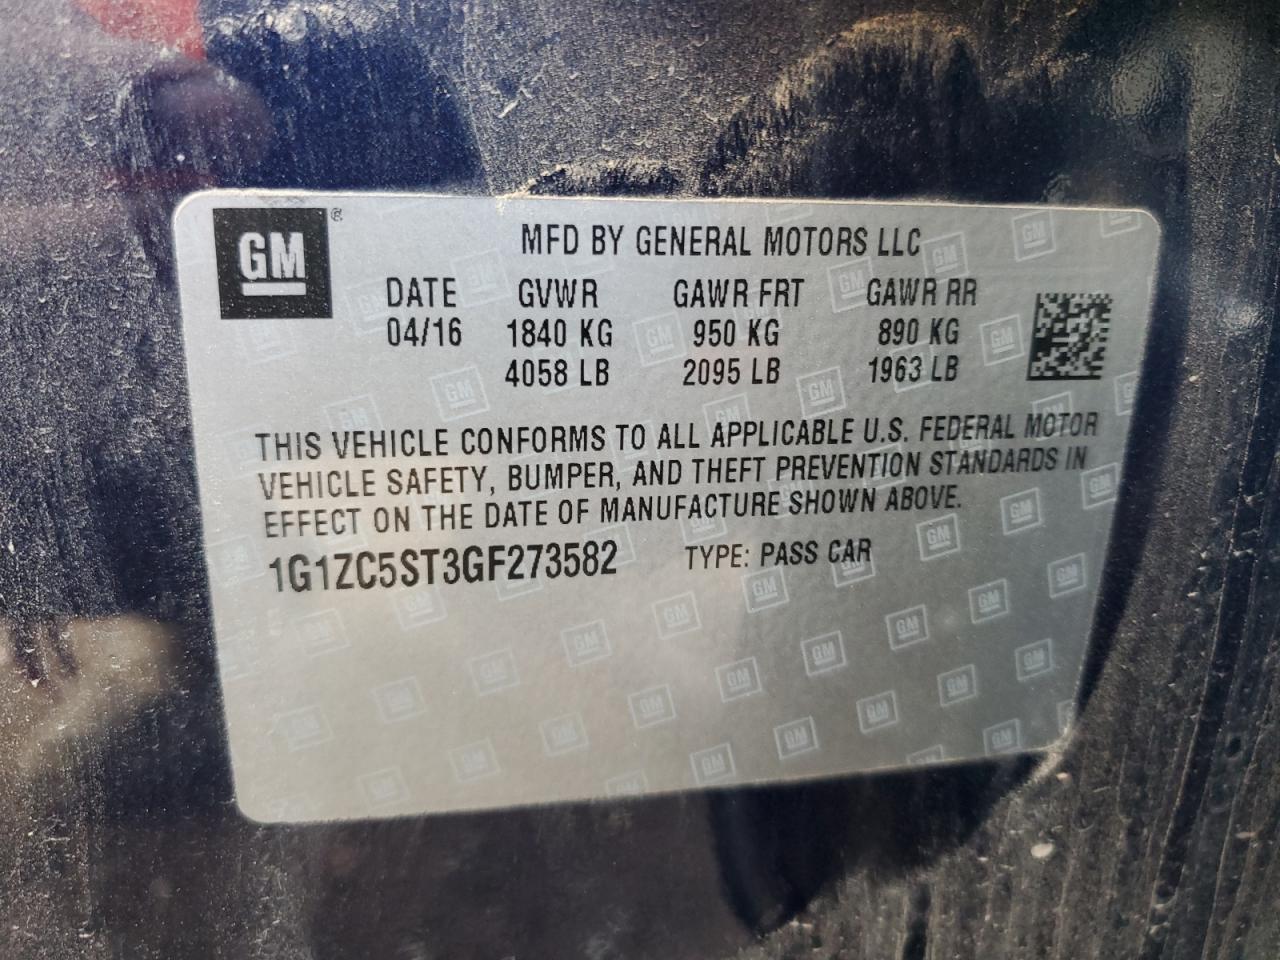 GM ®
MFD BY GENERAL MOTORS LLC
DATE GVWR GAWR FRT GAWR RR
04/16 1840 KG 950 KG 890 KG
4058 LB 2095 LB 1963 LB
THIS VEHICLE CONFORMS TO ALL APPLICABLE U.S. FEDERAL MOTOR
VEHICLE SAFETY, BUMPER, AND THEFT PREVENTION STANDARDS IN
EFFECT ON THE DATE OF MANUFACTURE SHOWN ABOVE.
1G1ZC5ST3GF273582 TYPE: PASS CAR